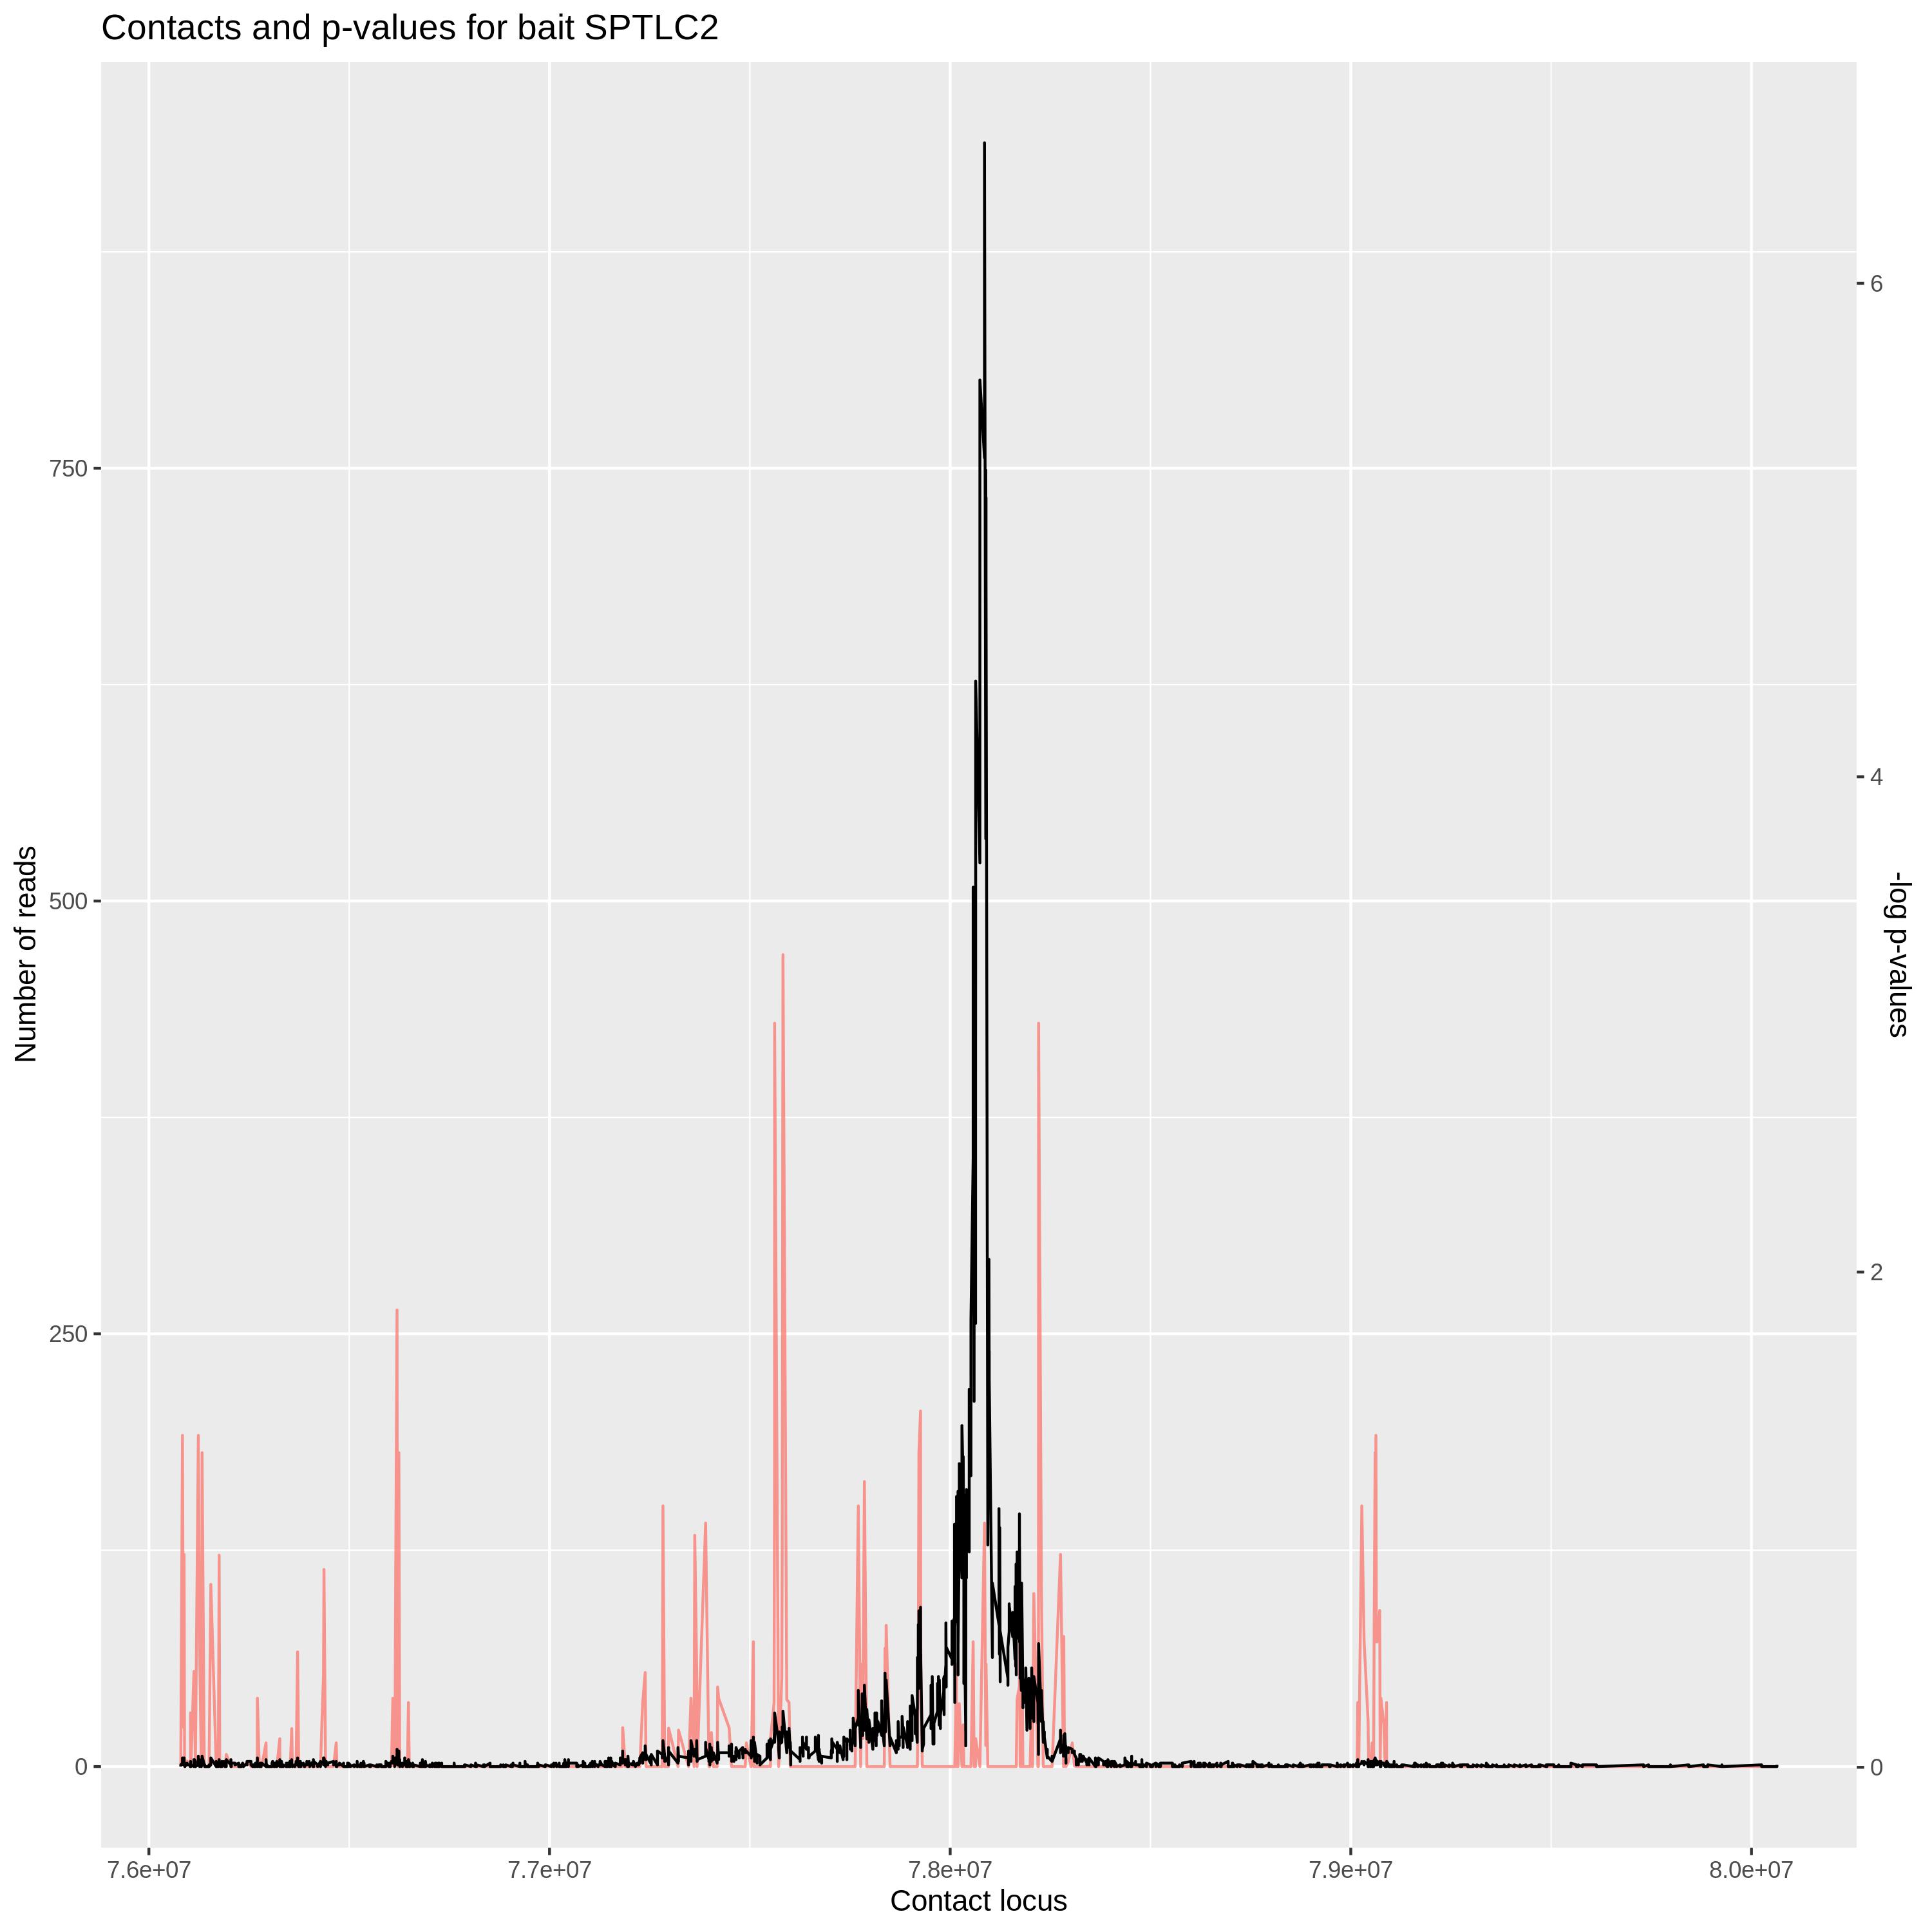 Contacts and p-values for bait SPTLC2
Number of reads
750
500
250
0
6
4
2
0
-log p-values
7.6e+07
7.7e+07
7.8e+07
7.9e+07
8.0e+07
Contact locus